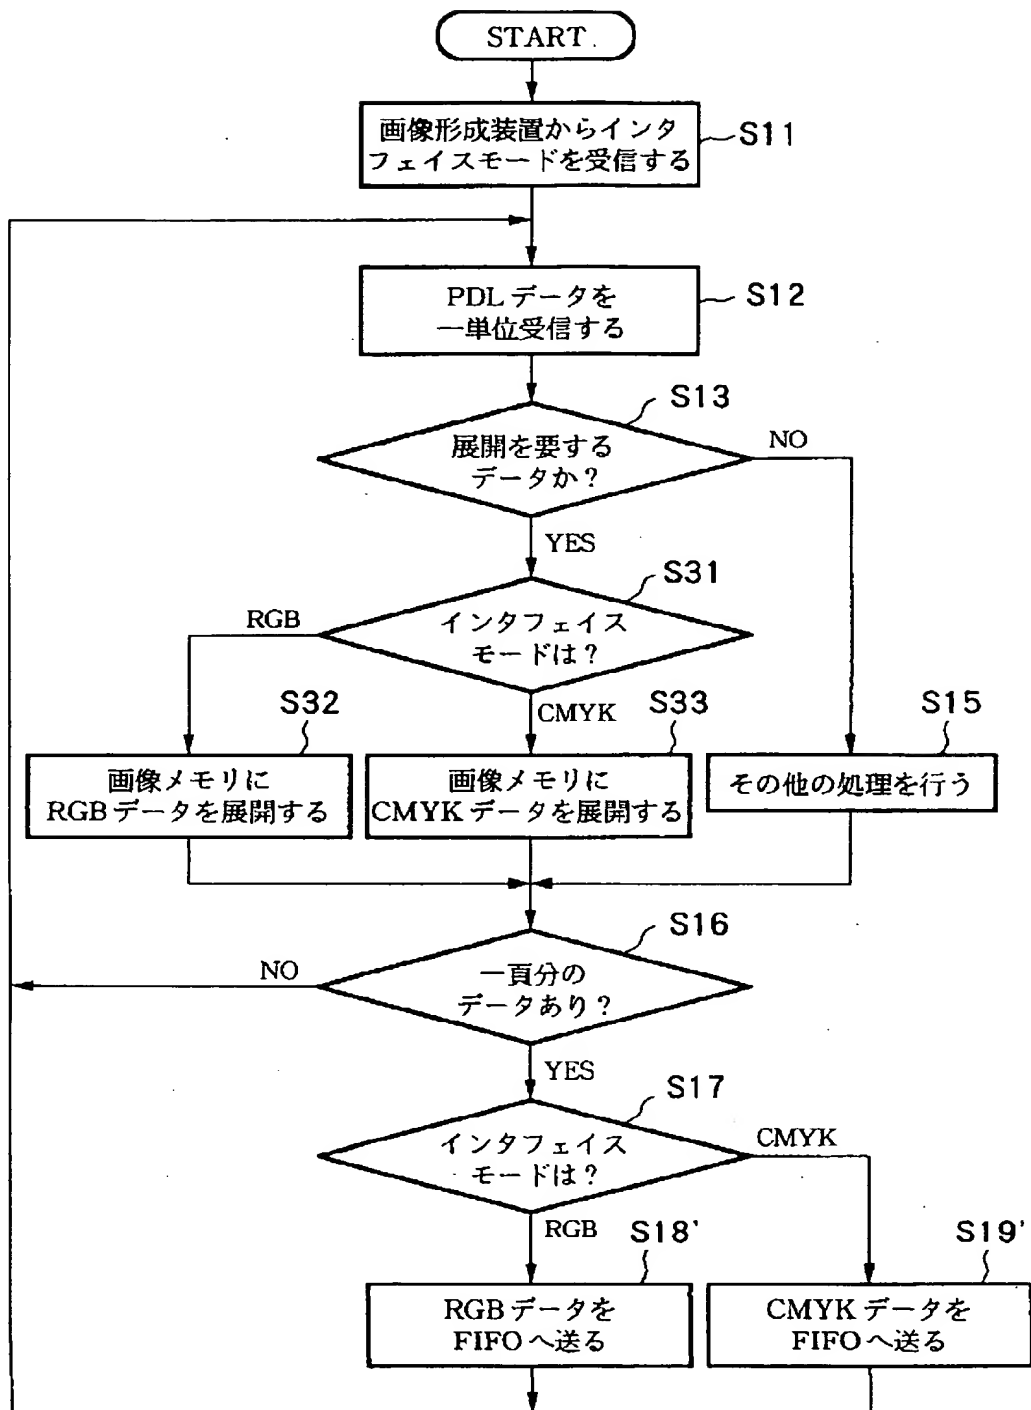 START
画像形成装置からインタ
フェイスモードを受信する
S11
PDLデータを
一単位受信する
S12
S13
展開を要する
データか?
NO
YES
S31
インタフェイス
モードは?
RGB
CMYK
S32
画像メモリに
RGBデータを展開する
S33
画像メモリに
CMYKデータを展開する
S15
その他の処理を行う
S16
一頁分の
データあり?
NO
YES
S17
インタフェイス
モードは?
CMYK
RGB
S18'
RGBデータを
FIFOへ送る
S19'
CMYKデータを
FIFOへ送る